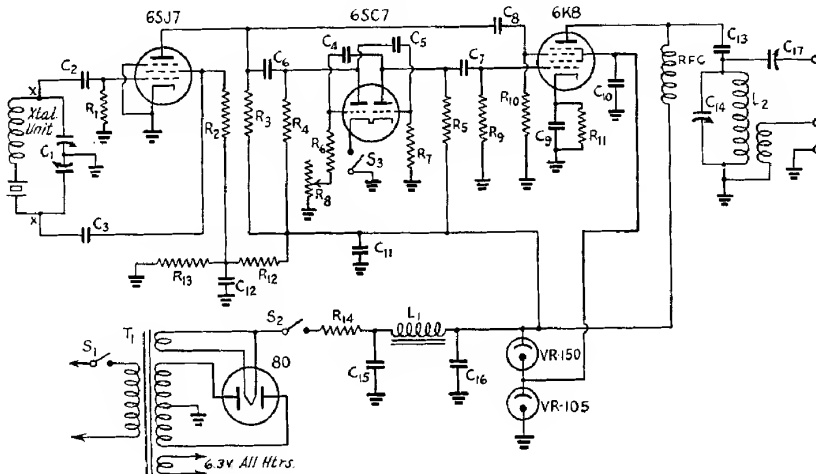 6SJ7
6SC7
6K8
C8
C4
C5
C6
C7
C2
C13
C17
RFC
X
Xtal.
Unit
C1
R1
R2
R3
R4
R5
R6
R7
R8
R9
R10
R11
C9
C10
C14
L2
S3
X
C3
R13
R12
C12
C11
T1
S1
S2
R14
L1
80
C15
C16
VR-150
VR-105
6.3v. All Htrs.